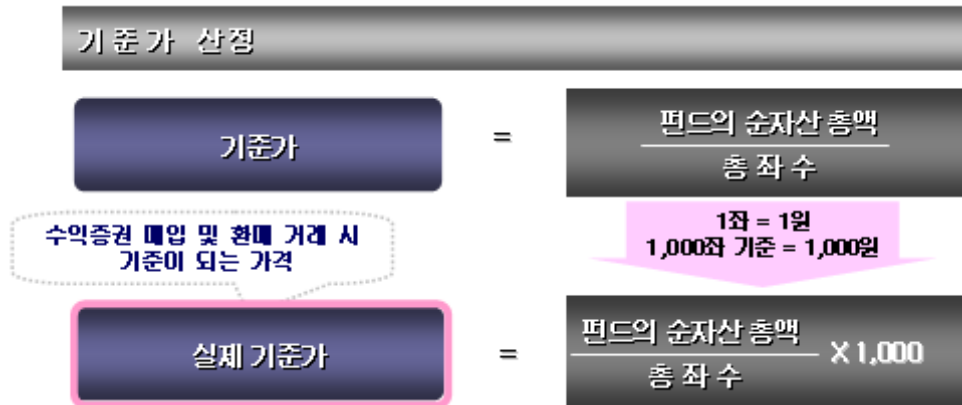 기준가 산정
기준가
=
펀드의 순자산 총액
총 좌 수
수익증권 매입 및 환매 거래 시
기준이 되는 가격
1좌 = 1원
1,000좌 기준 = 1,000원
실제 기준가
=
펀드의 순자산 총액
총 좌 수
X 1,000